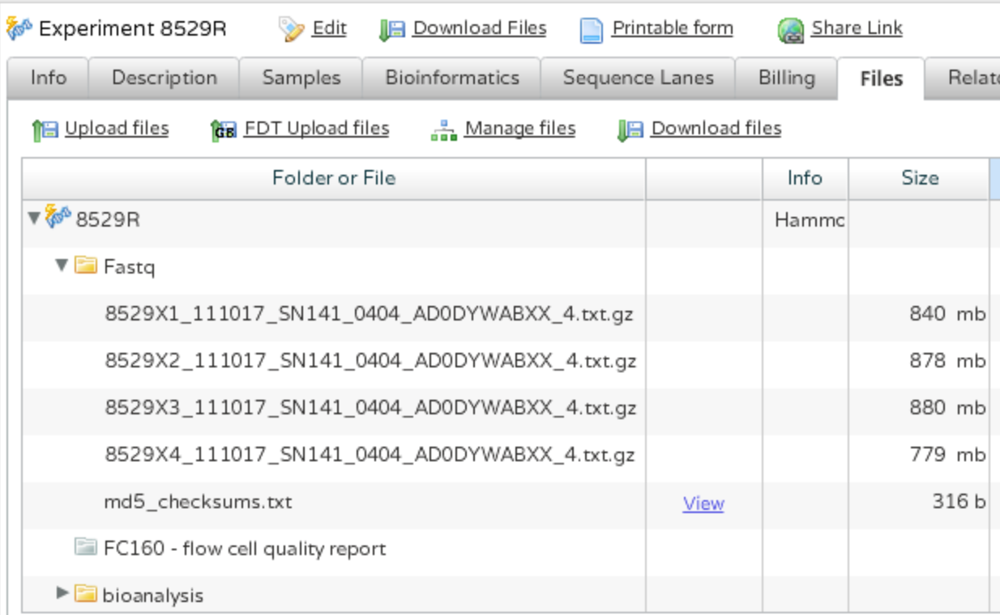 Experiment 8529R Edit Download Files Printable form Share Link
Info Description Samples Bioinformatics Sequence Lanes Billing Files Relate
Upload files GB FDT Upload files Manage files Download files
Folder or File Info Size
8529R Hammo
Fastq
8529X1_111017_SN141_0404_AD0DYWABXX_4.txt.gz 840 mb
8529X2_111017_SN141_0404_AD0DYWABXX_4.txt.gz 878 mb
8529X3_111017_SN141_0404_AD0DYWABXX_4.txt.gz 880 mb
8529X4_111017_SN141_0404_AD0DYWABXX_4.txt.gz 779 mb
md5_checksums.txt View 316 b
FC160 - flow cell quality report
bioanalysis